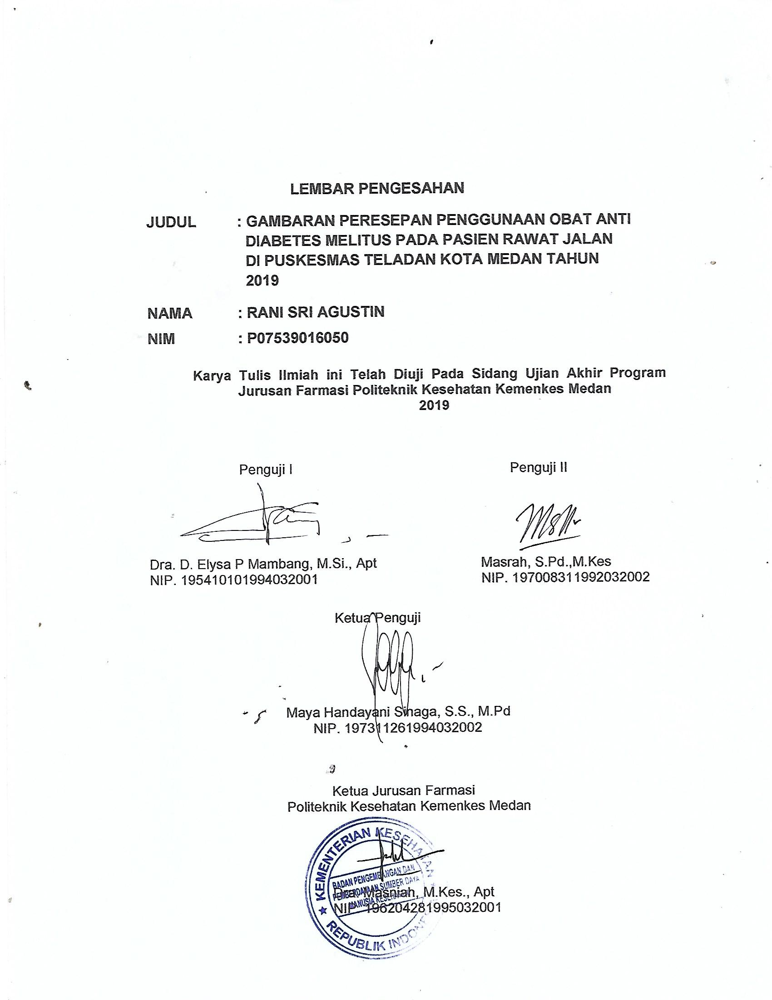 LEMBAR PENGESAHAN
JUDUL : GAMBARAN PERESEPAN PENGGUNAAN OBAT ANTI
DIABETES MELITUS PADA PASIEN RAWAT JALAN
DI PUSKESMAS TELADAN KOTA MEDAN TAHUN
2019
NAMA : RANI SRI AGUSTIN
NIM : P07539016050
Karya Tulis Ilmiah ini Telah Diuji Pada Sidang Ujian Akhir Program
Jurusan Farmasi Politeknik Kesehatan Kemenkes Medan
2019
Penguji I
Penguji II
Dra. D. Elysa P Mambang, M.Si., Apt
NIP. 195410101994032001
Masrah, S.Pd.,M.Kes
NIP. 197008311992032002
Ketua Penguji
Maya Handayani Sinaga, S.S., M.Pd
NIP. 197311261994032002
Ketua Jurusan Farmasi
Politeknik Kesehatan Kemenkes Medan
KEMENTERIAN KESEHATAN
BADAN PENGEMBANGAN DAN
PEMBERDAYAAN SUMBER DAYA
MANUSIA KESEHATAN
REPUBLIK INDONESIA
Dra. Masniah, M.Kes., Apt
NIP 196204281995032001